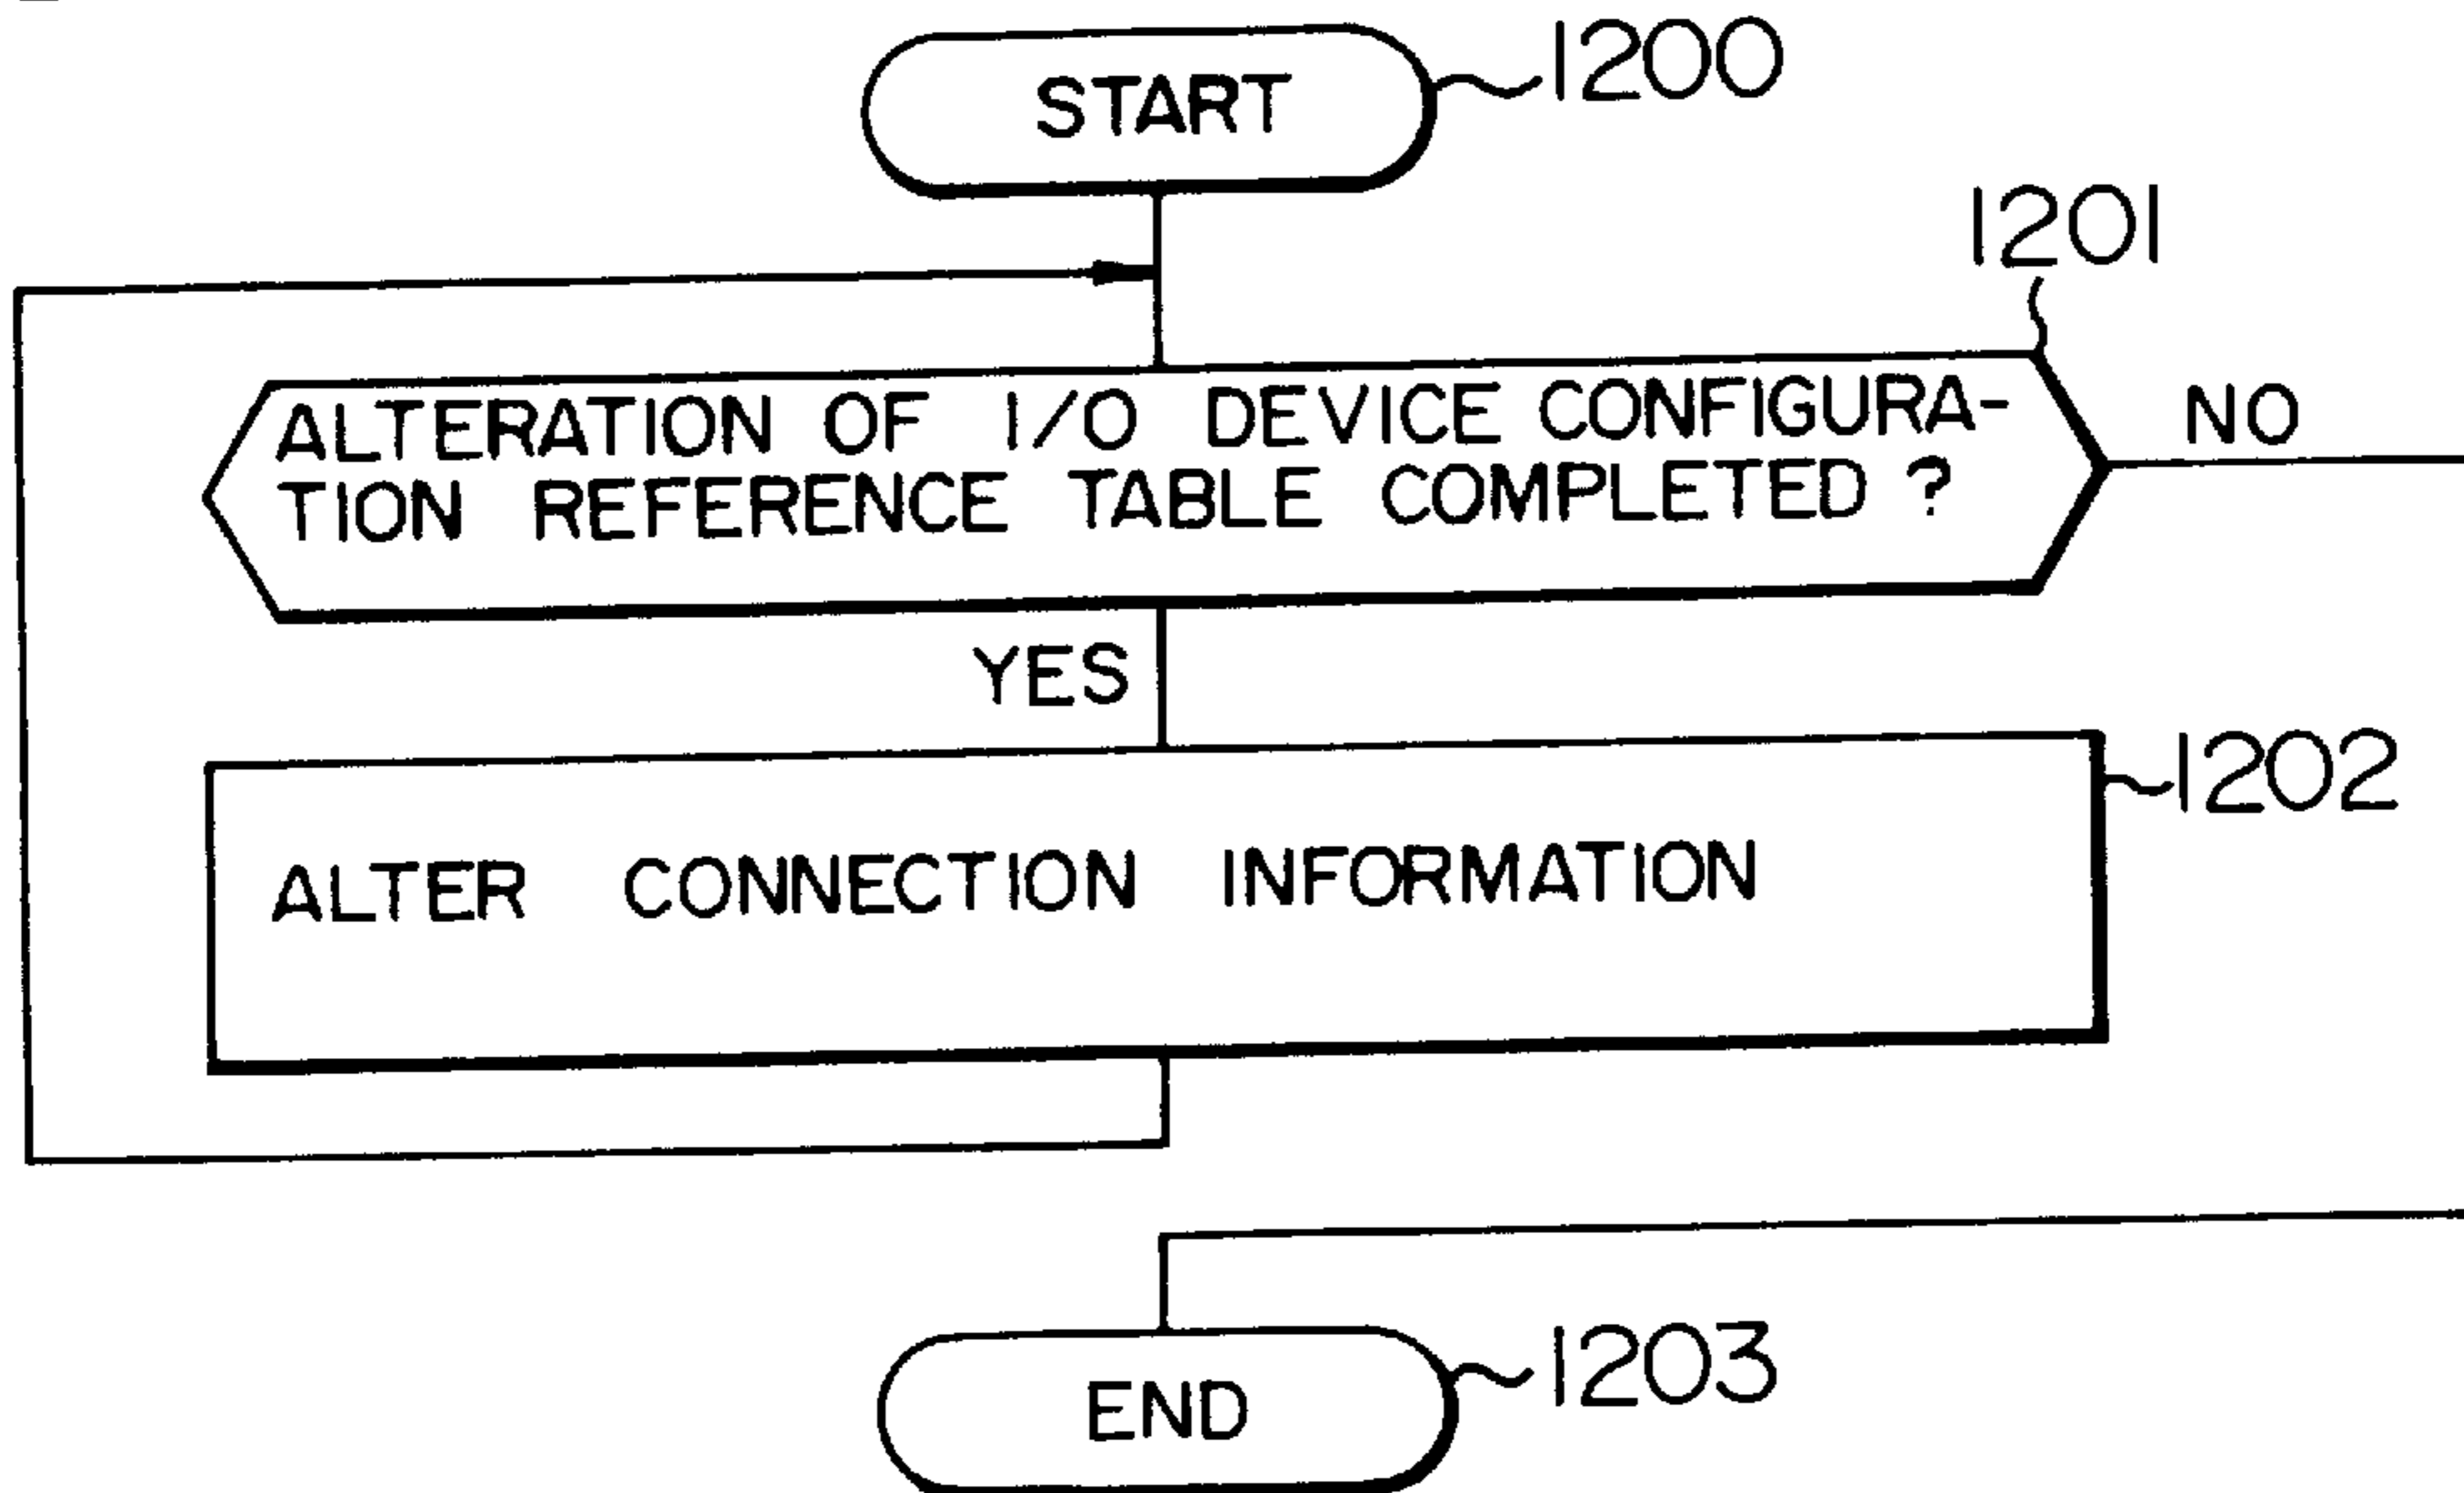 START
1200
1201
ALTERATION OF I/O DEVICE CONFIGURA-
TION REFERENCE TABLE COMPLETED ?
NO
YES
1202
ALTER CONNECTION INFORMATION
END
1203